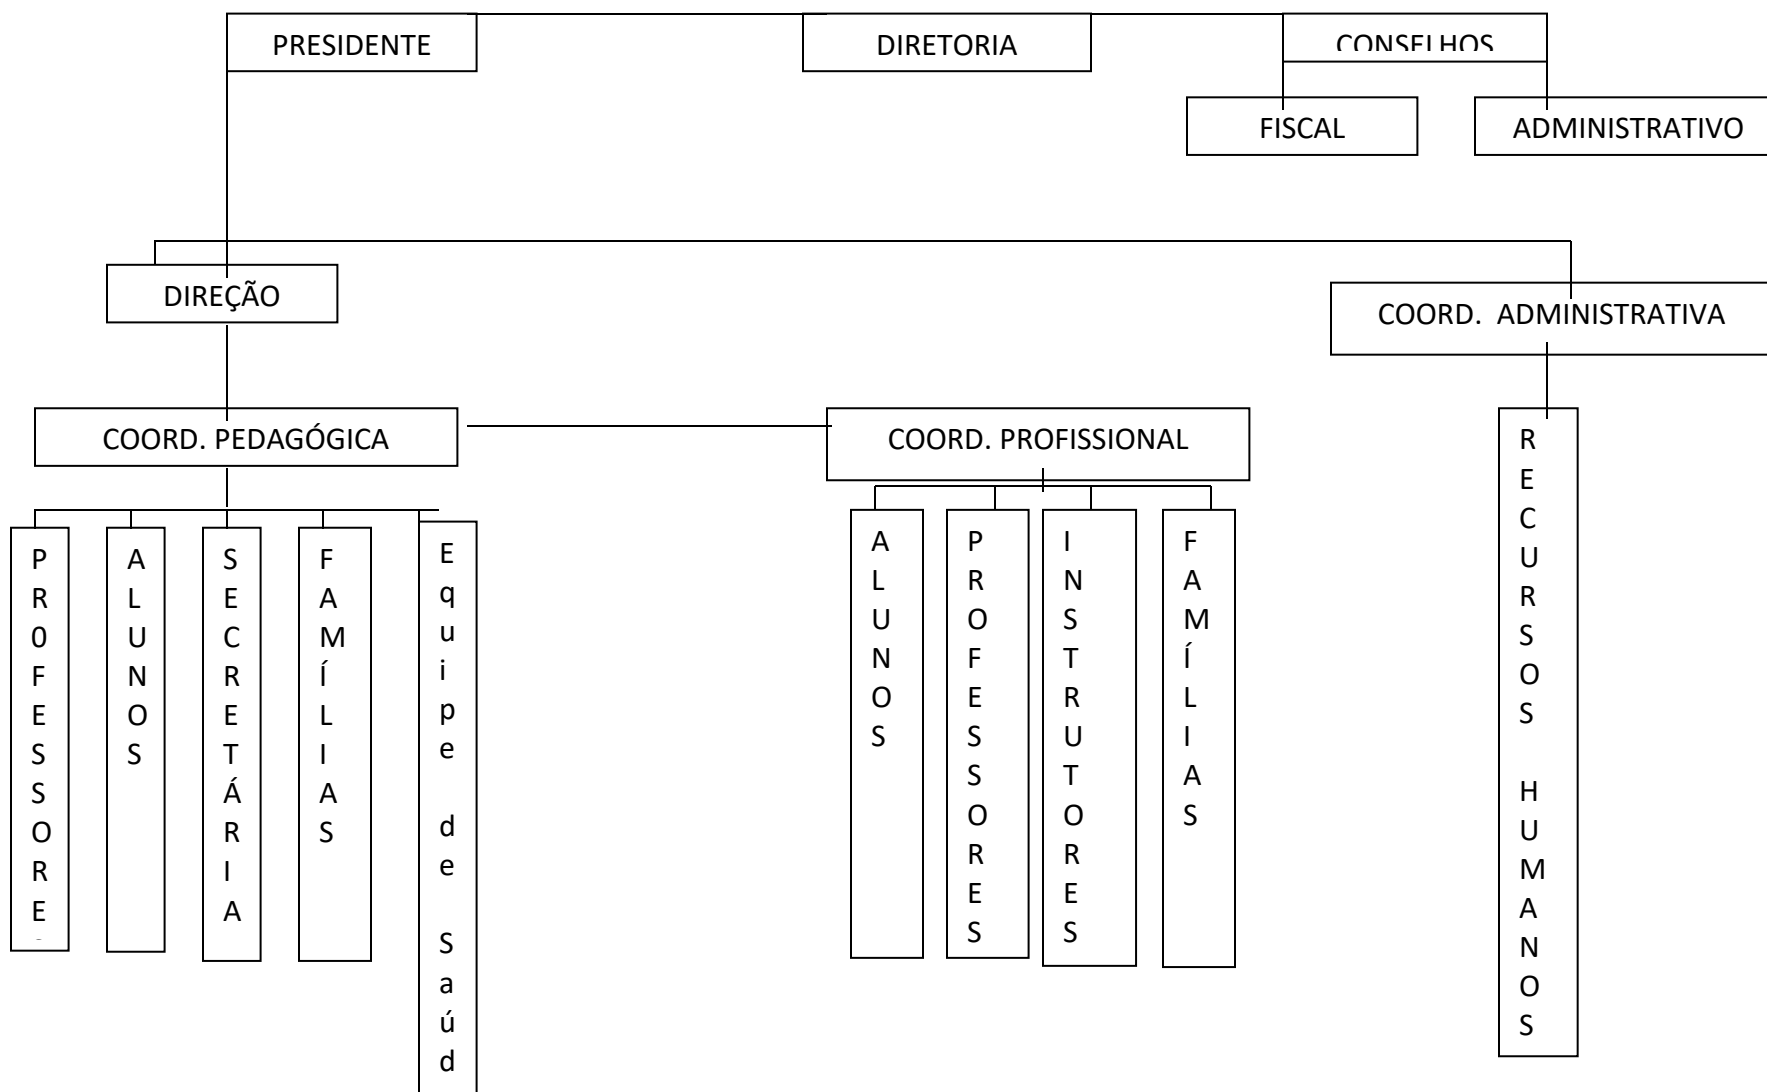 PRESIDENTE
DIRETORIA
CONSELHOS
FISCAL
ADMINISTRATIVO
DIREÇÃO
COORD. ADMINISTRATIVA
COORD. PEDAGÓGICA
COORD. PROFISSIONAL
PR0FESSORE
ALUNOS
SECRETÁRIA
FAMÍLIAS
Equipe de Saúd
ALUNOS
PROFESSORES
INSTRUTORES
FAMÍLIAS
RECURSOS HUMANOS